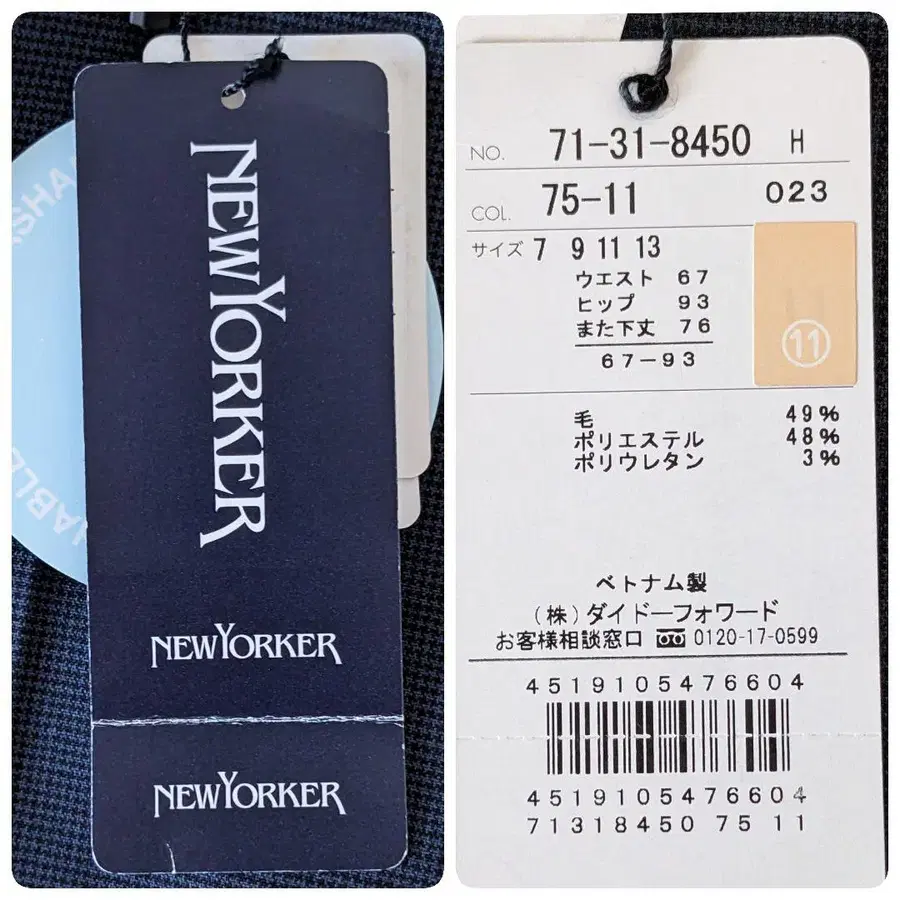 NEWYORKER
NEWYORKER
NEWYORKER
NO. 71-31-8450 H
COL. 75-11 023
サイズ 7 9 11 13
ウエスト 67
ヒップ 93
また下丈 76
67-93
11
毛 49%
ポリエステル 48%
ポリウレタン 3%
ベトナム製
(株)ダイドーフォワード
お客様相談窓口 0120-17-0599
4519105476604
4519105476604
71318450 75 11